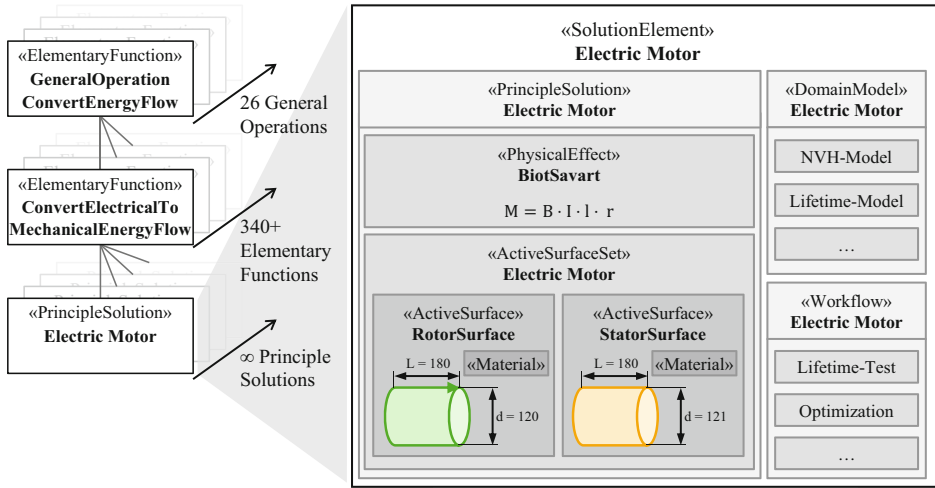 «ElementaryFunction»
GeneralOperation
ConvertEnergyFlow
26 General
Operations
«ElementaryFunction»
ConvertElectricalTo
MechanicalEnergyFlow
340+
Elementary
Functions
«PrincipleSolution»
Electric Motor
∞ Principle
Solutions
«SolutionElement»
Electric Motor
«PrincipleSolution»
Electric Motor
«PhysicalEffect»
BiotSavart
M = B · I · l · r
«ActiveSurfaceSet»
Electric Motor
«ActiveSurface»
RotorSurface
L = 180
«Material»
d = 120
«ActiveSurface»
StatorSurface
L = 180
«Material»
d = 121
«DomainModel»
Electric Motor
NVH-Model
Lifetime-Model
…
«Workflow»
Electric Motor
Lifetime-Test
Optimization
…